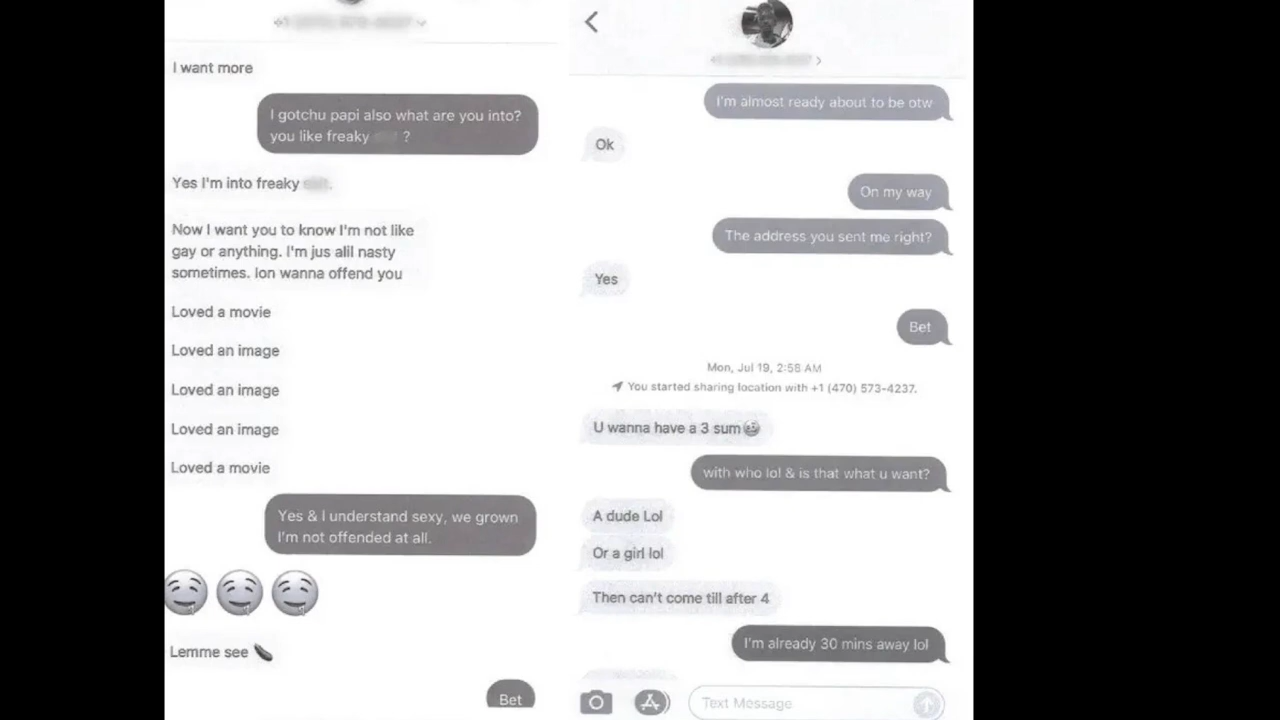 I want more
I gotchu papi also what are you into?
you like freaky ?
Yes I'm into freaky
Now I want you to know I'm not like
gay or anything. I'm jus alil nasty
sometimes. Ion wanna offend you
Loved a movie
Loved an image
Loved an image
Loved an image
Loved a movie
Yes & I understand sexy, we grown
I'm not offended at all.
Lemme see
Bet
I'm almost ready about to be otw
Ok
On my way
The address you sent me right?
Yes
Bet
Mon, Jul 19, 2:58 AM
You started sharing location with +1 (470) 573-4237.
U wanna have a 3 sum
with who lol & is that what u want?
A dude Lol
Or a girl lol
Then can't come till after 4
I'm already 30 mins away lol
Text Message